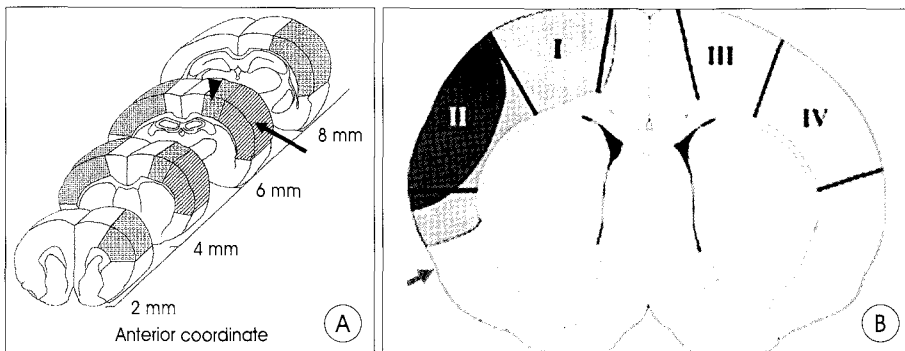 8 mm
6 mm
4 mm
2 mm
Anterior coordinate
A
I
II
III
IV
B